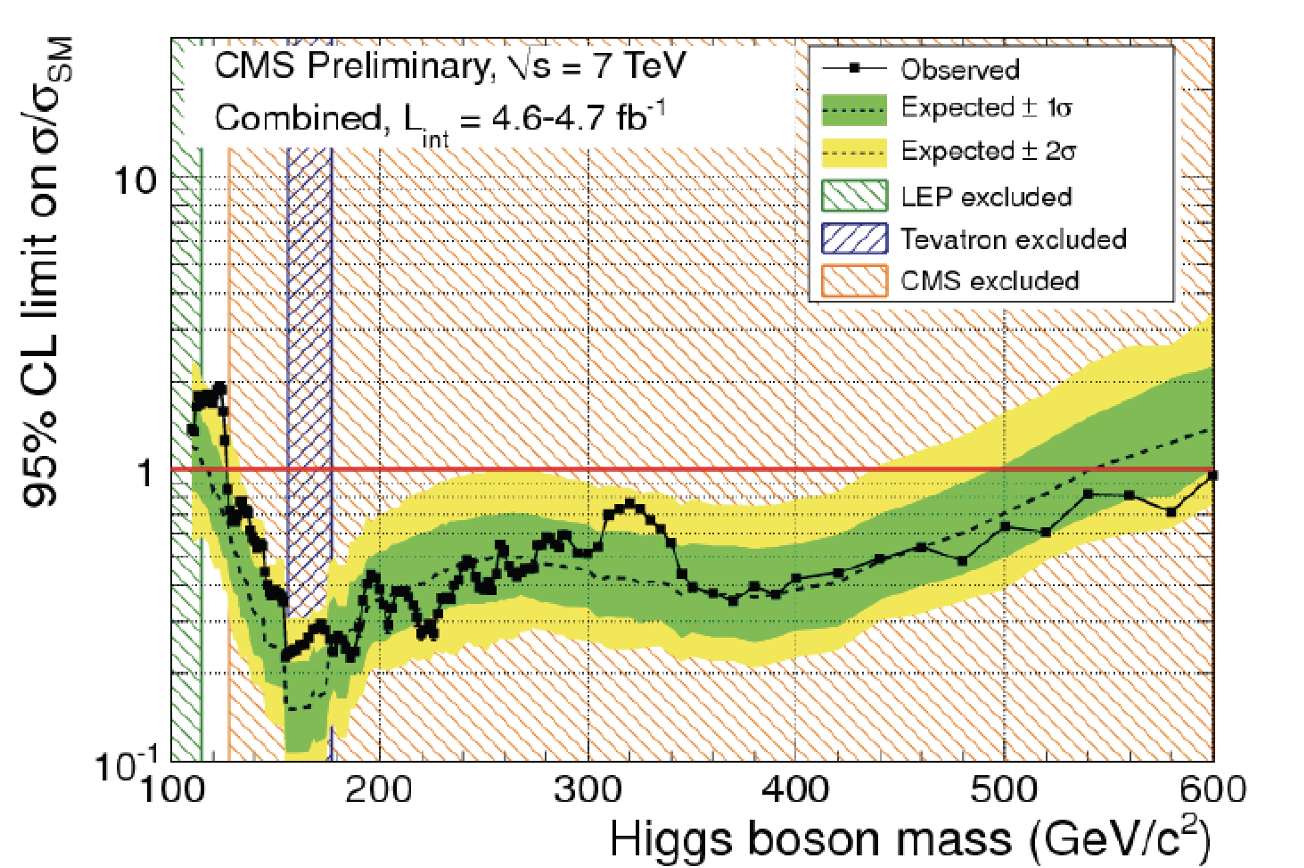 95% CL limit on σ/σSM
CMS Preliminary, √s = 7 TeV
Combined, Lint = 4.6-4.7 fb-1
Observed
Expected ± 1σ
Expected ± 2σ
LEP excluded
Tevatron excluded
CMS excluded
10
1
10-1
100 200 300 400 500 600
Higgs boson mass (GeV/c2)